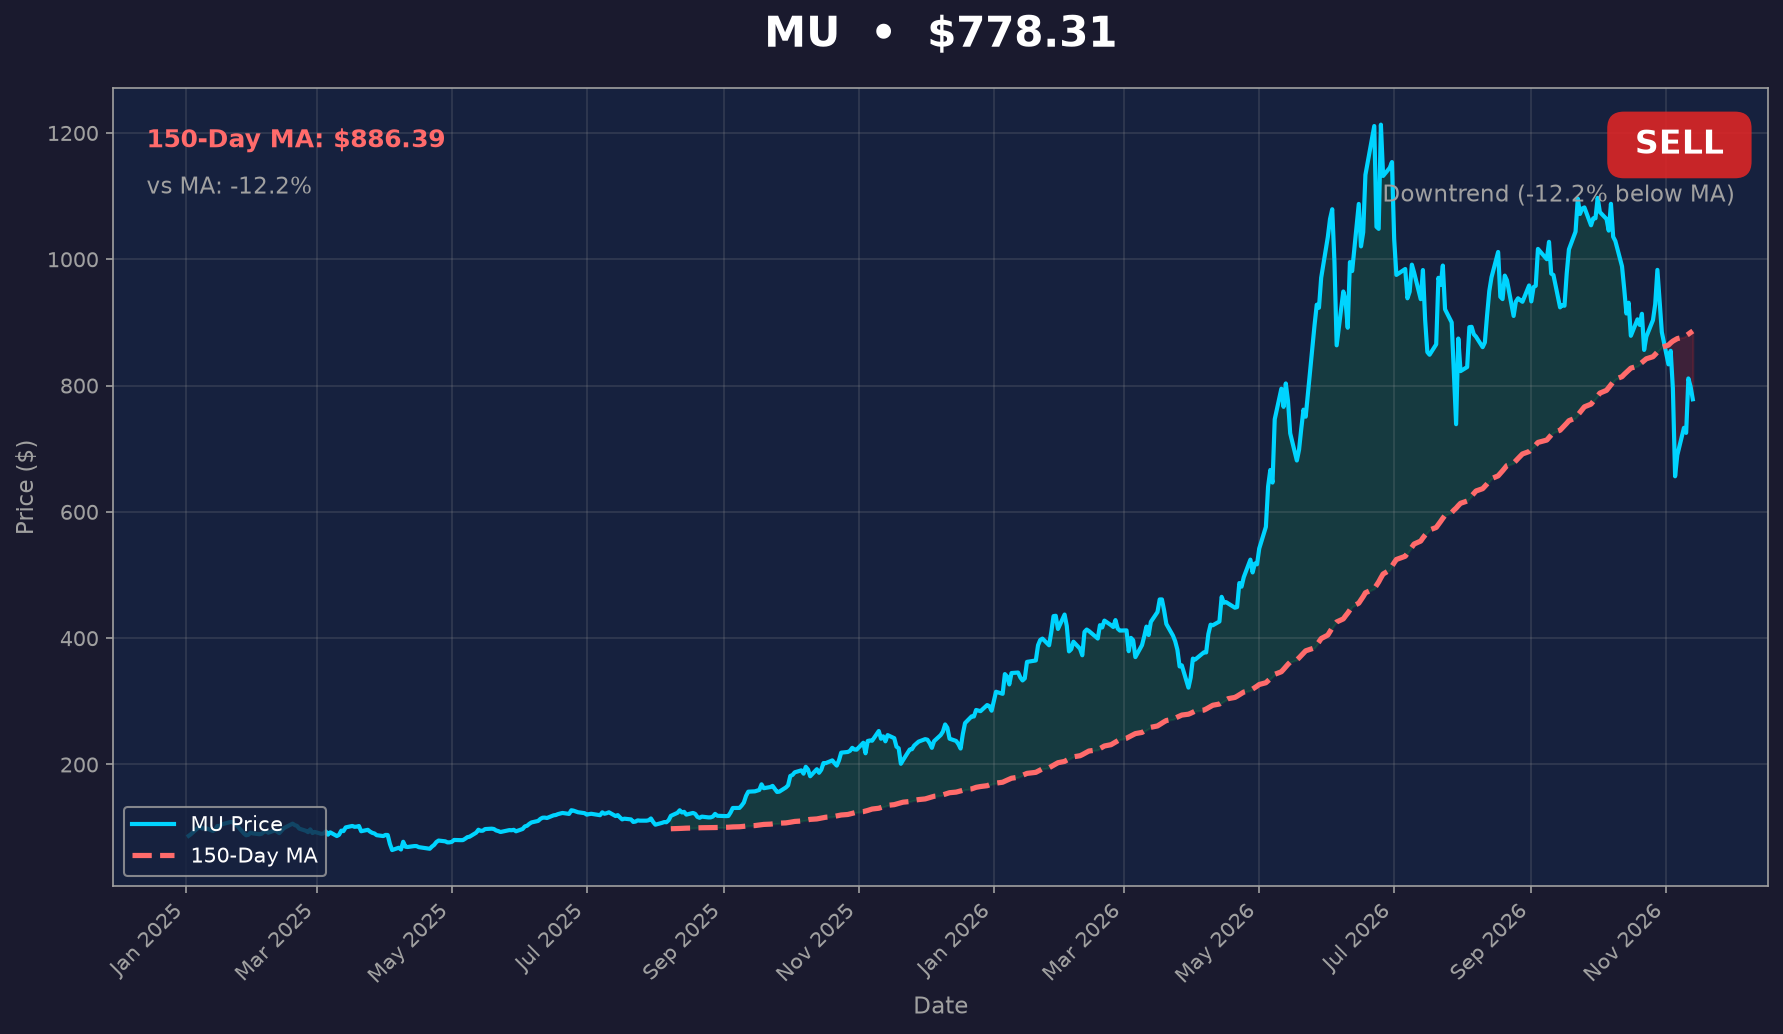 MU • $778.31
150-Day MA: $886.39
vs MA: -12.2%
SELL
Downtrend (-12.2% below MA)
1200
1000
800
600
400
200
Price ($)
MU Price
150-Day MA
Jan 2025
Mar 2025
May 2025
Jul 2025
Sep 2025
Nov 2025
Jan 2026
Mar 2026
May 2026
Jul 2026
Sep 2026
Nov 2026
Date